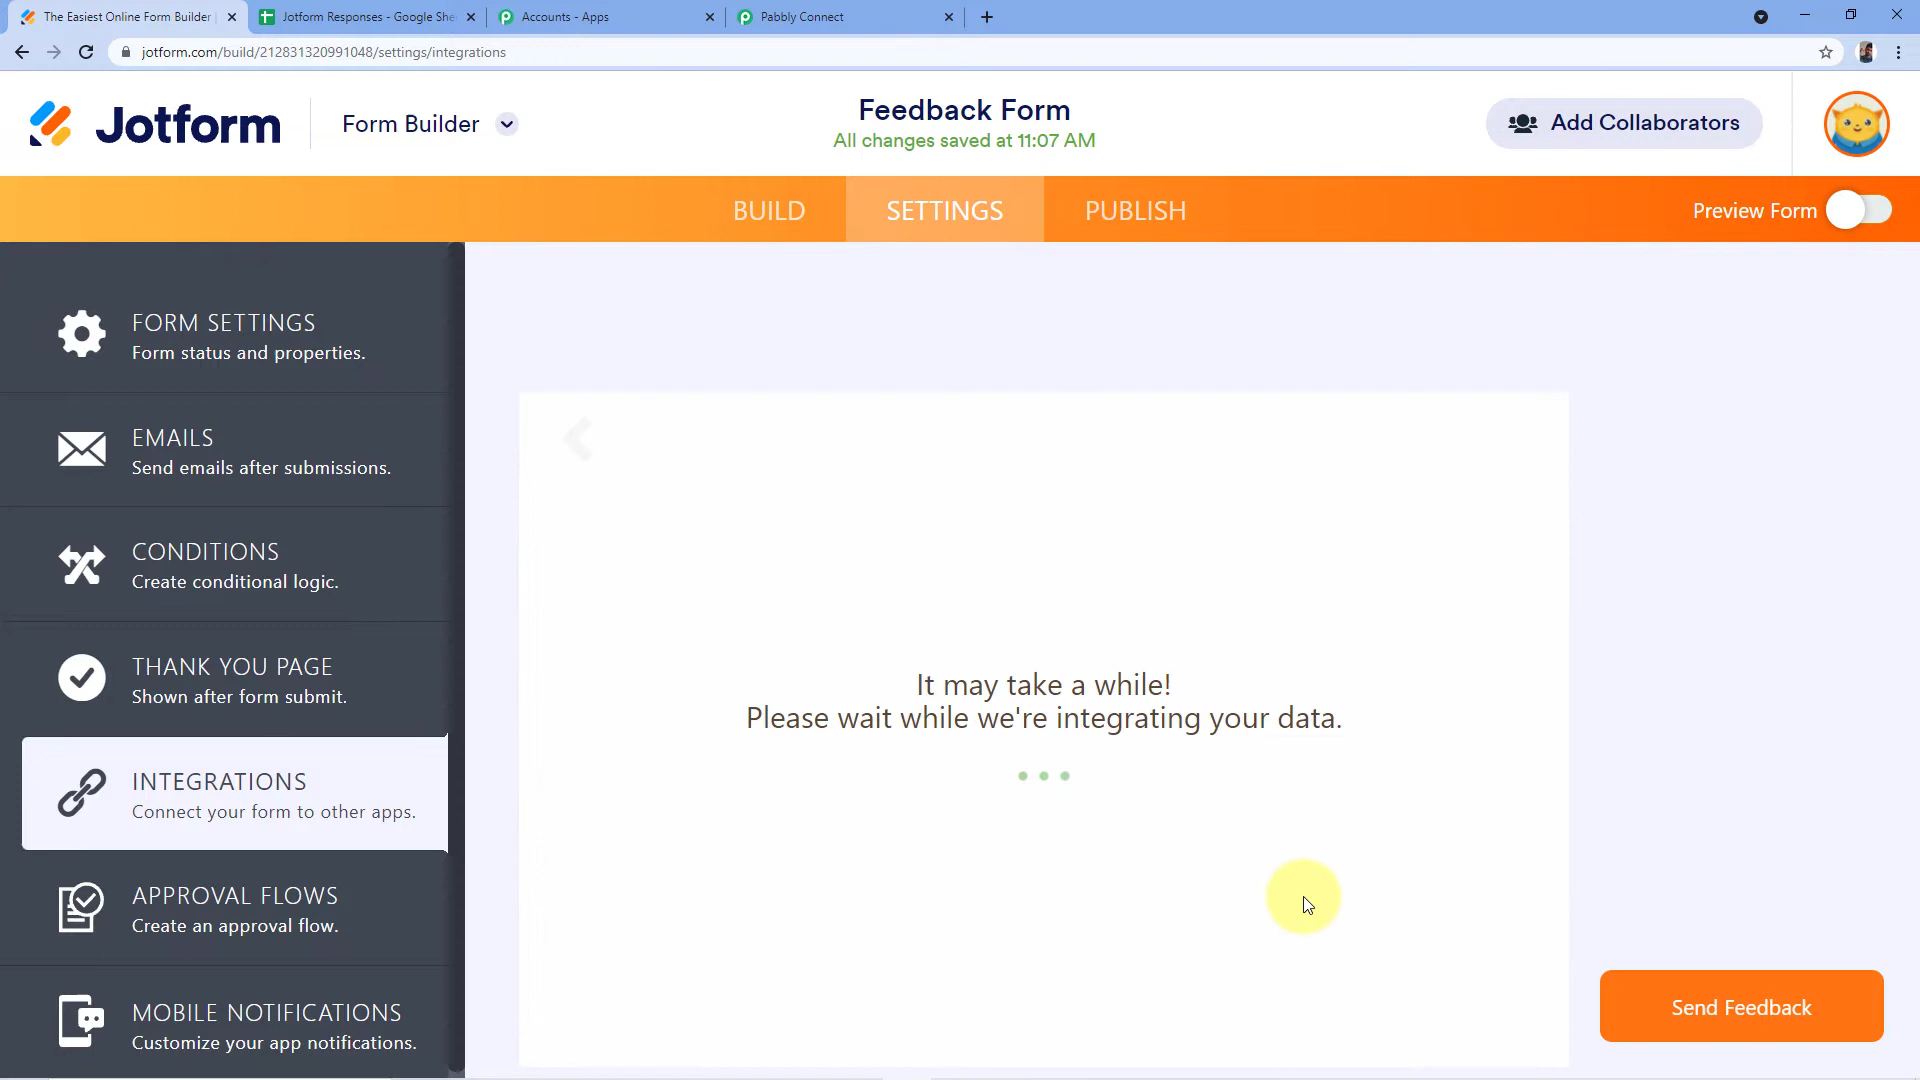 The Easiest Online Form Builder
Jotform Responses - Google She
Accounts - Apps
Pabbly Connect
jotform.com/build/212831320991048/settings/integrations
Jotform
Form Builder
Feedback Form
All changes saved at 11:07 AM
Add Collaborators
BUILD
SETTINGS
PUBLISH
Preview Form
FORM SETTINGS
Form status and properties.
EMAILS
Send emails after submissions.
CONDITIONS
Create conditional logic.
THANK YOU PAGE
Shown after form submit.
INTEGRATIONS
Connect your form to other apps.
APPROVAL FLOWS
Create an approval flow.
MOBILE NOTIFICATIONS
Customize your app notifications.
It may take a while!
Please wait while we're integrating your data.
Send Feedback